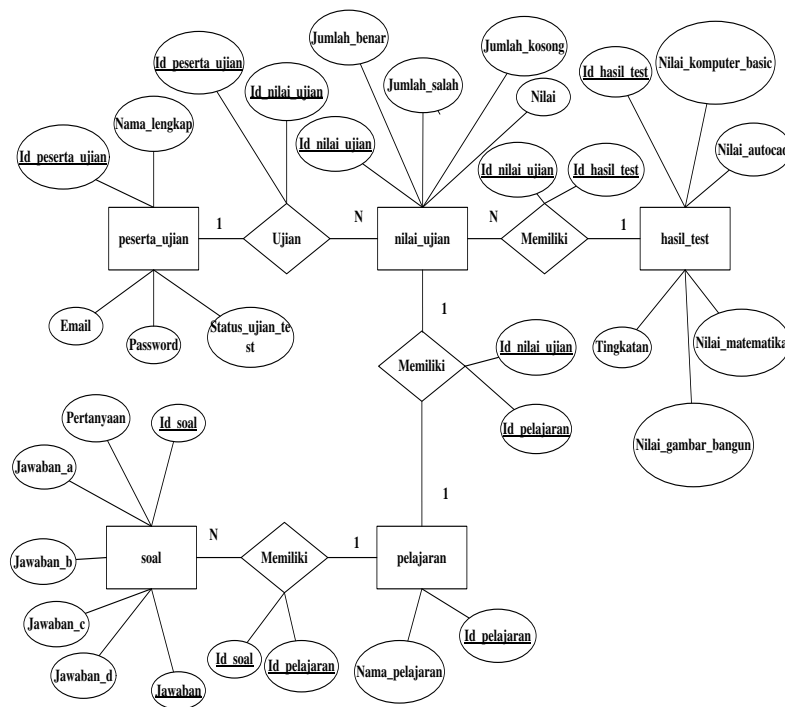 Jumlah_benar
Jumlah_kosong
Id_peserta_ujian
Id_nilai_ujian
Jumlah_salah
Nilai
Id_hasil_test
Nilai_komputer_basic
Nama_lengkap
Id_peserta_ujian
Id_nilai_ujian
Id_nilai_ujian
Id_hasil_test
Nilai_autocad
peserta_ujian
1
Ujian
N
nilai_ujian
N
Memiliki
1
hasil_test
Email
Password
Status_ujian_te
st
1
Memiliki
Id_nilai_ujian
Id_pelajaran
Tingkatan
Nilai_matematika
Nilai_gambar_bangun
Pertanyaan
Id_soal
Jawaban_a
1
soal
N
Memiliki
1
pelajaran
Jawaban_b
Jawaban_c
Jawaban_d
Jawaban
Id_soal
Id_pelajaran
Nama_pelajaran
Id_pelajaran